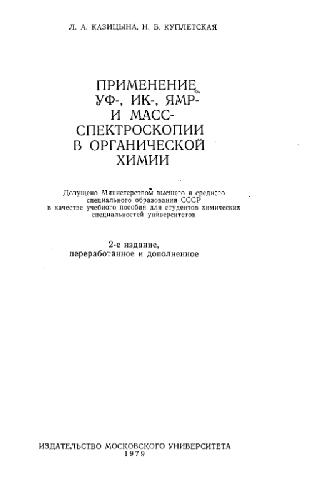 Л. А. КАЗИЦЫНА, Н. Б. КУПЛЕТСКАЯ
ПРИМЕНЕНИЕ
УФ-, ИК-, ЯМР-
И МАСС-
СПЕКТРОСКОПИИ
В ОРГАНИЧЕСКОЙ
ХИМИИ
Допущено Министерством высшего и среднего
специального образования СССР
в качестве учебного пособия для студентов химических
специальностей университетов
2-е издание,
переработанное и дополненное
ИЗДАТЕЛЬСТВО МОСКОВСКОГО УНИВЕРСИТЕТА
1979